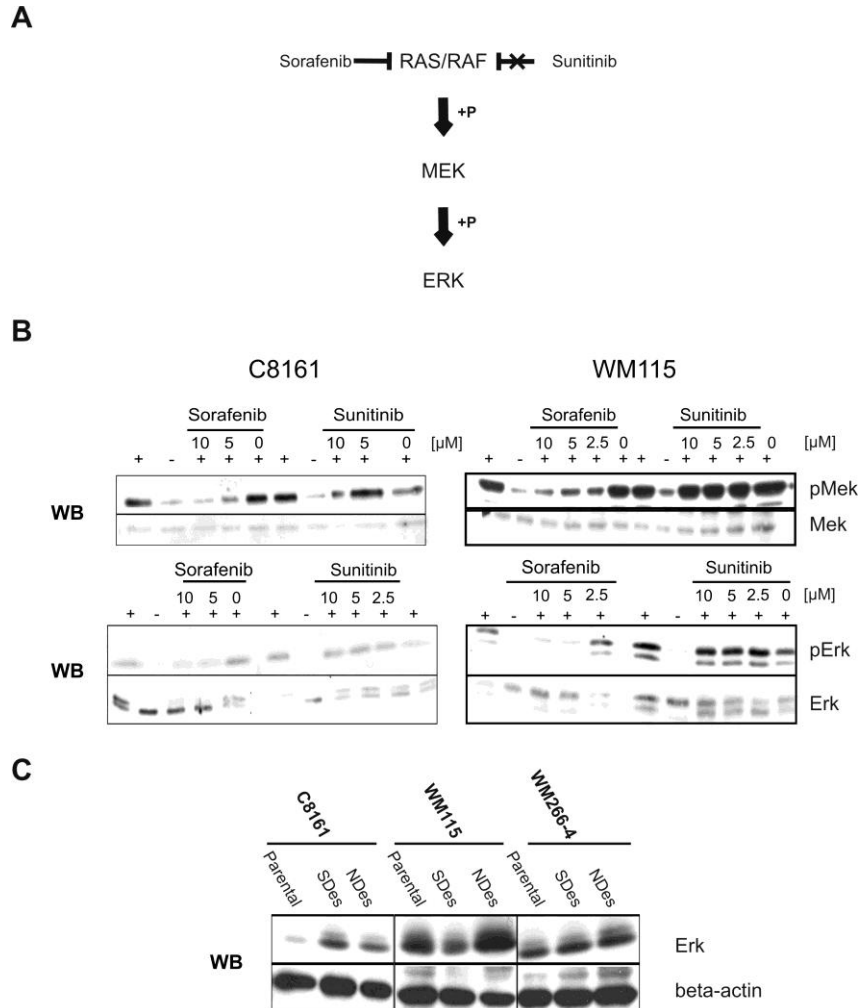 A
Sorafenib RAS/RAF Sunitinib
+P
MEK
+P
ERK
B
C8161 WM115
Sorafenib Sunitinib Sorafenib Sunitinib
10 5 0 10 5 0 [µM] 10 5 2.5 0 10 5 2.5 0 [µM]
+ - + + + + - + + + + - + + + + + - + + + +
WB pMek
Mek
Sorafenib Sunitinib Sorafenib Sunitinib
10 5 0 10 5 2.5 10 5 2.5 10 5 2.5 0 [µM]
+ - + + + + - + + + + + - + + + + - + + + +
WB pErk
Erk
C
C8161 WM115 WM266-4
Parental SDes NDes Parental SDes NDes Parental SDes NDes
WB Erk
beta-actin